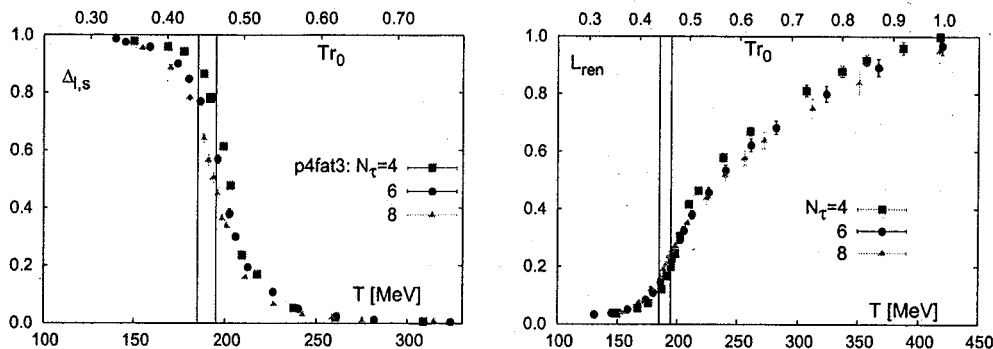 0.30 0.40 0.50 0.60 0.70
Tr₀
1.0
0.8
0.6
0.4
0.2
0.0
Δl,s
p4fat3: Nτ=4
6
8
T [MeV]
100 150 200 250 300
0.3 0.4 0.5 0.6 0.7 0.8 0.9 1.0
Tr₀
1.0
0.8
0.6
0.4
0.2
0.0
Lren
Nτ=4
6
8
T [MeV]
100 150 200 250 300 350 400 450